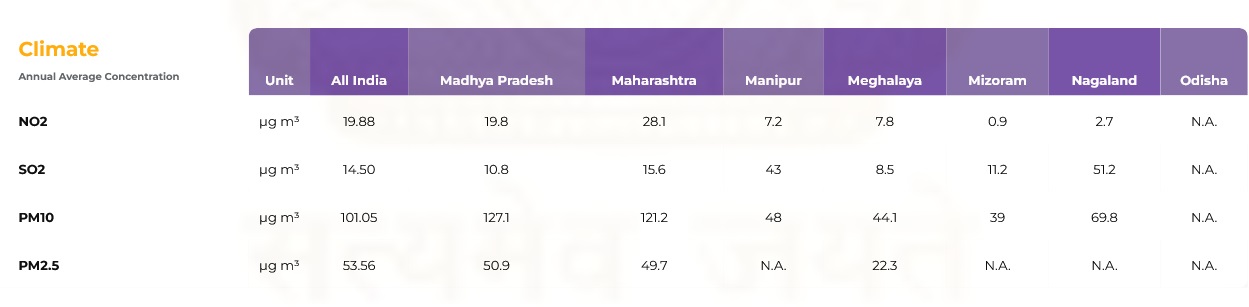 Climate
Annual Average Concentration
Unit All India Madhya Pradesh Maharashtra Manipur Meghalaya Mizoram Nagaland Odisha
NO2 µg m³ 19.88 19.8 28.1 7.2 7.8 0.9 2.7 N.A.
SO2 µg m³ 14.50 10.8 15.6 43 8.5 11.2 51.2 N.A.
PM10 µg m³ 101.05 127.1 121.2 48 44.1 39 69.8 N.A.
PM2.5 µg m³ 53.56 50.9 49.7 N.A. 22.3 N.A. N.A. N.A.
सत्यमेव जयते